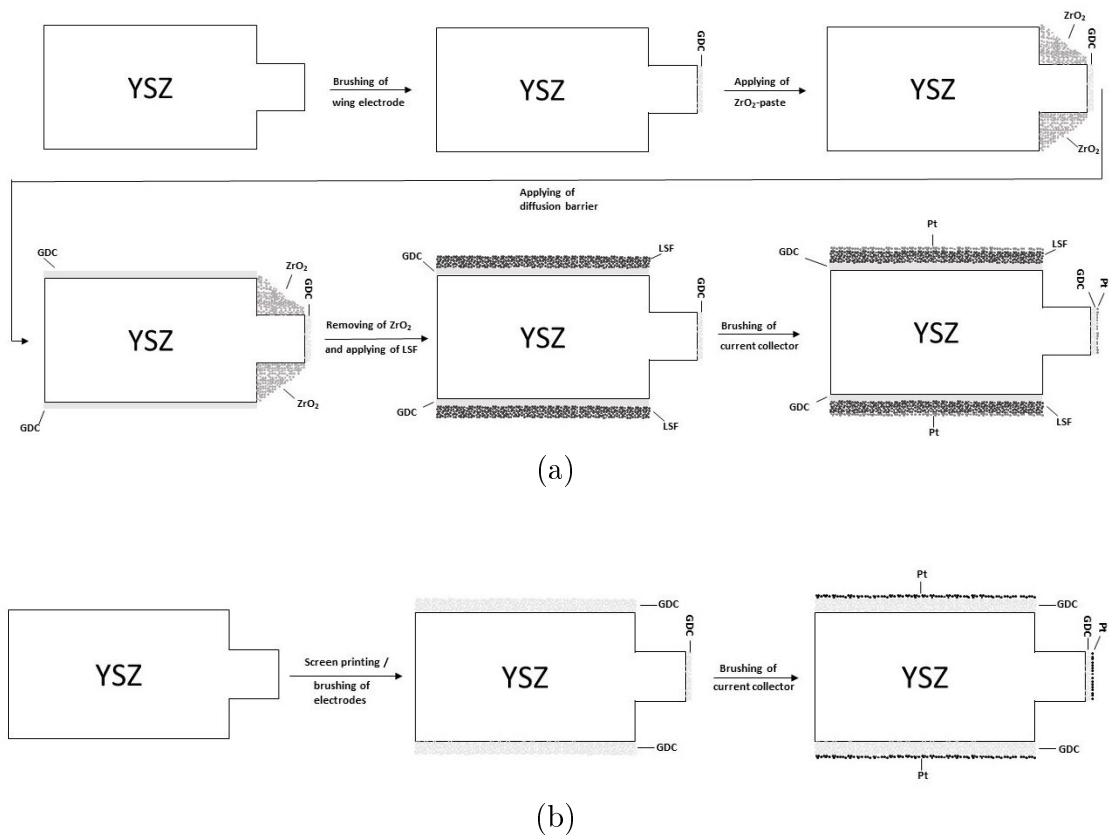 YSZ
Brushing of
wing electrode
YSZ
GDC
Applying of
ZrO₂-paste
YSZ
ZrO₂
GDC
ZrO₂
Applying of
diffusion barrier
GDC
YSZ
ZrO₂
GDC
ZrO₂
GDC
Removing of ZrO₂
and applying of LSF
GDC
LSF
YSZ
GDC
GDC
LSF
Brushing of
current collector
Pt
GDC
LSF
YSZ
GDC
Pt
GDC
LSF
Pt
(a)
YSZ
Screen printing /
brushing of
electrodes
GDC
YSZ
GDC
GDC
Brushing of
current collector
Pt
GDC
YSZ
GDC
Pt
GDC
Pt
(b)